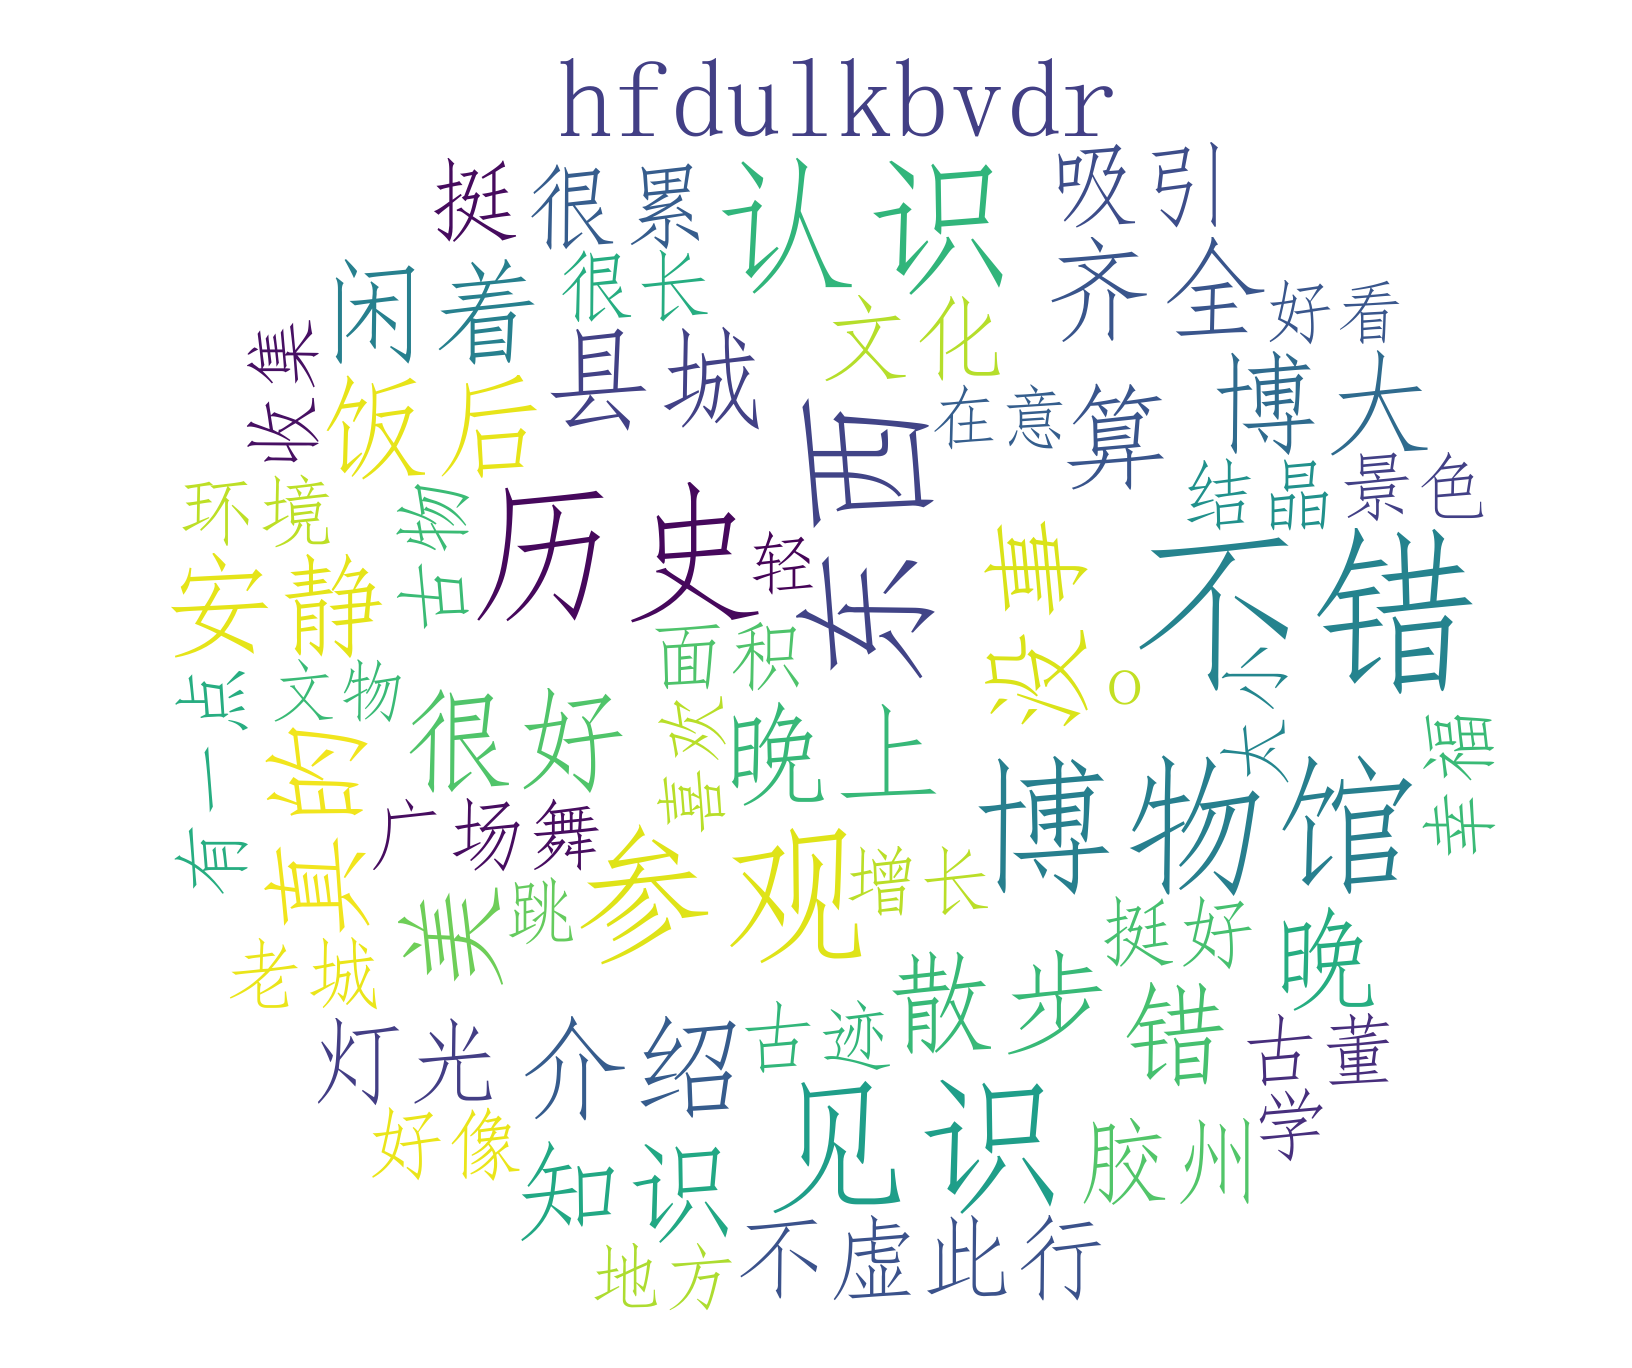 hfdulkbvdr
挺
很累
认识
吸引
闲着
很长
齐全
好看
收集
县城
文化
饭后
在意
算
博大
东西
结晶
景色
环境
古物
历史
轻
没事
不错
安静
面积
。
大小
有一点
文物
很好
喜欢
晚上
幸福
真的
广场舞
博物馆
美
跳
参观
增长
挺好
晚
老城
散步
错
灯光
介绍
古迹
古董
好像
知识
见识
胶州
学
地方
不虚此行